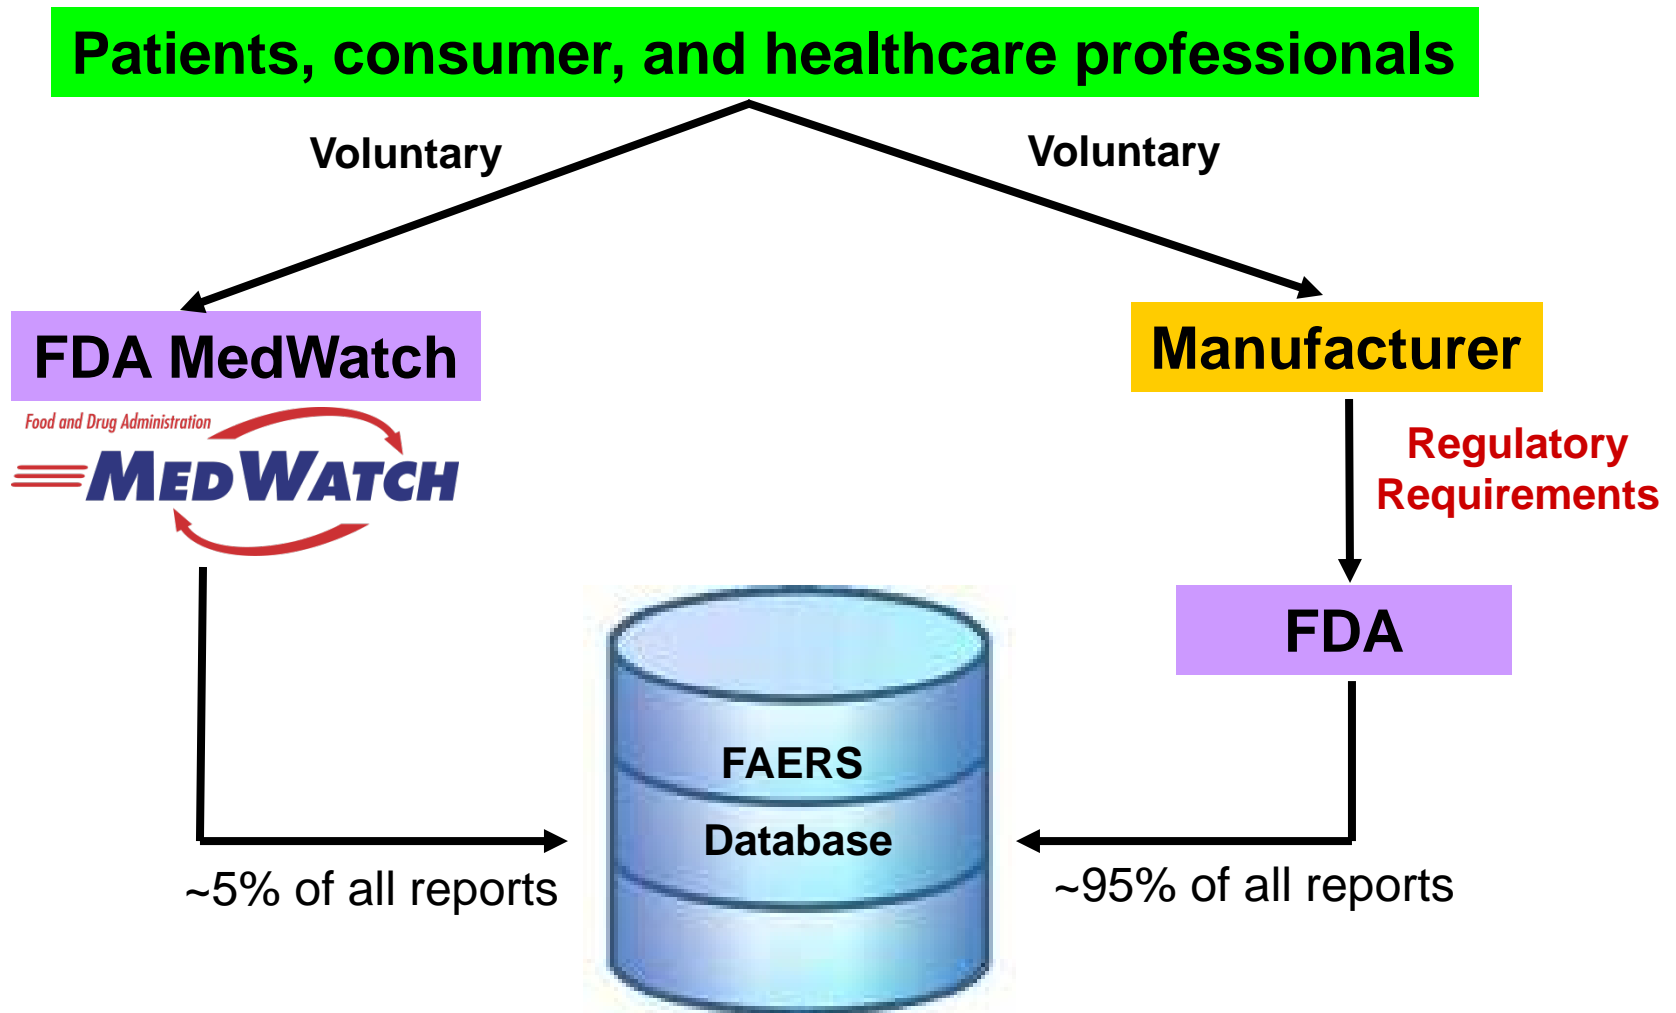 Patients, consumer, and healthcare professionals
Voluntary
Voluntary
FDA MedWatch
Manufacturer
Food and Drug Administration
MEDWATCH
Regulatory
Requirements
FDA
FAERS
Database
~5% of all reports
~95% of all reports